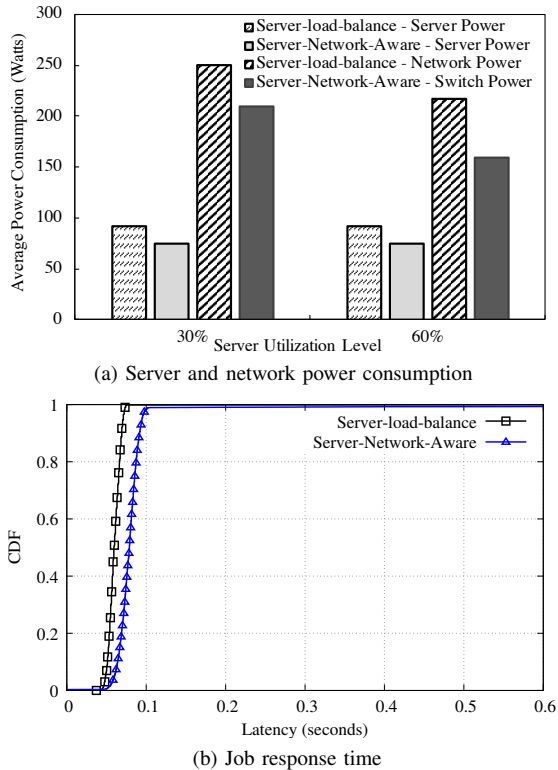 300
250
200
150
100
50
0
Average Power Consumption (Watts)
Server-load-balance - Server Power
Server-Network-Aware - Server Power
Server-load-balance - Network Power
Server-Network-Aware - Switch Power
30%
60%
Server Utilization Level
(a) Server and network power consumption
1
0.8
0.6
0.4
0.2
0
CDF
Server-load-balance
Server-Network-Aware
0
0.1
0.2
0.3
0.4
0.5
0.6
Latency (seconds)
(b) Job response time